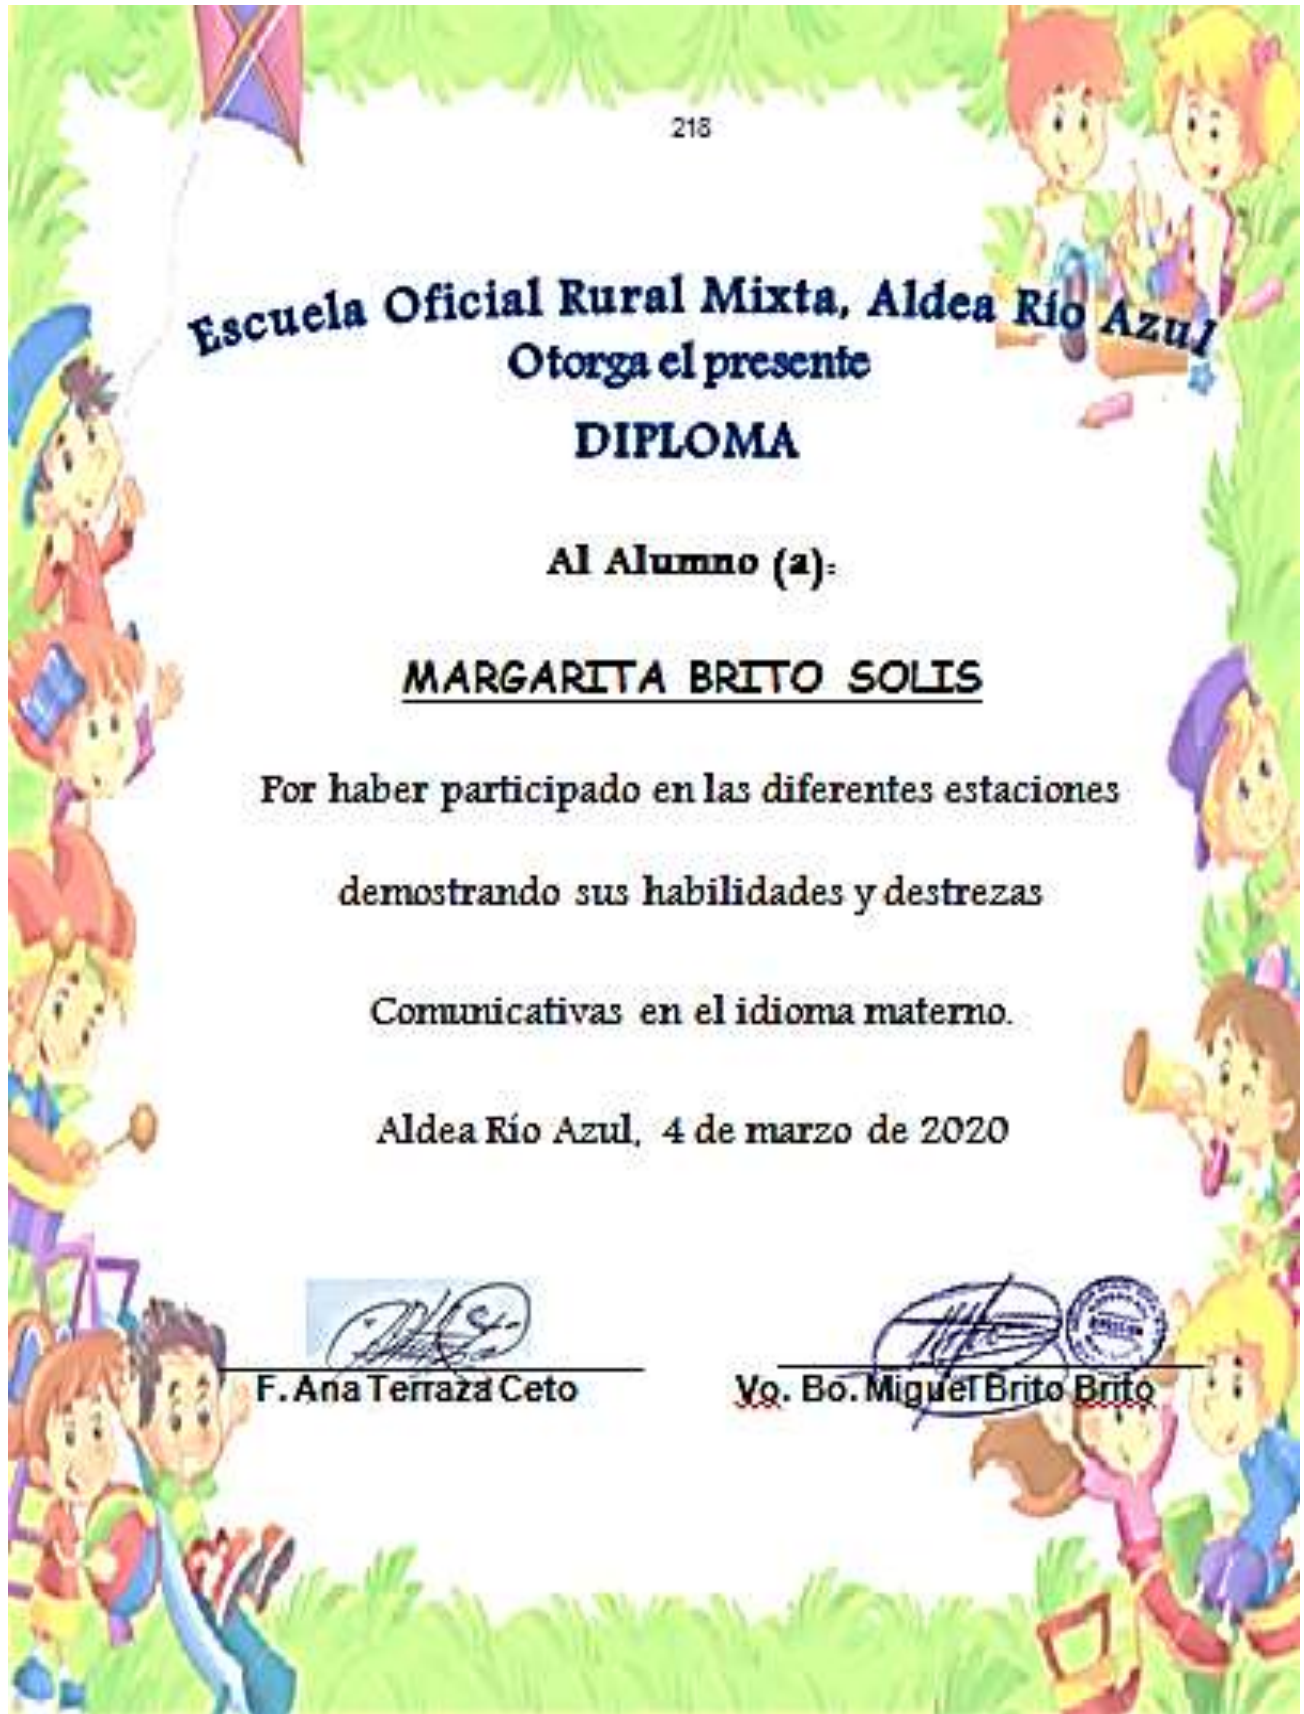 218
Escuela Oficial Rural Mixta, Aldea Río Azul
Otorga el presente
DIPLOMA
Al Alumno (a):
MARGARITA BRITO SOLIS
Por haber participado en las diferentes estaciones
demostrando sus habilidades y destrezas
Comunicativas en el idioma materno.
Aldea Río Azul, 4 de marzo de 2020
F. Ana Terraza Ceto
Vo. Bo. Miguel Brito Brito